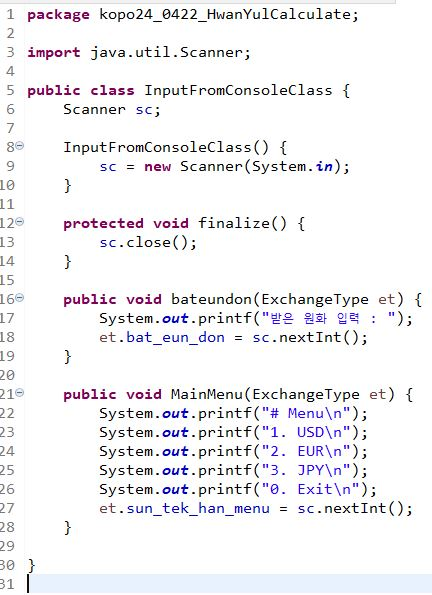 1 package kopo24_0422_HwanYulCalculate;
2
3 import java.util.Scanner;
4
5 public class InputFromConsoleClass {
6     Scanner sc;
7
8     InputFromConsoleClass() {
9         sc = new Scanner(System.in);
10     }
11
12     protected void finalize() {
13         sc.close();
14     }
15
16     public void bateundon(ExchangeType et) {
17         System.out.printf("받은 원화 입력 : ");
18         et.bat_eun_don = sc.nextInt();
19     }
20
21     public void MainMenu(ExchangeType et) {
22         System.out.printf("# Menu\n");
23         System.out.printf("1. USD\n");
24         System.out.printf("2. EUR\n");
25         System.out.printf("3. JPY\n");
26         System.out.printf("0. Exit\n");
27         et.sun_tek_han_menu = sc.nextInt();
28     }
29
30 }
31